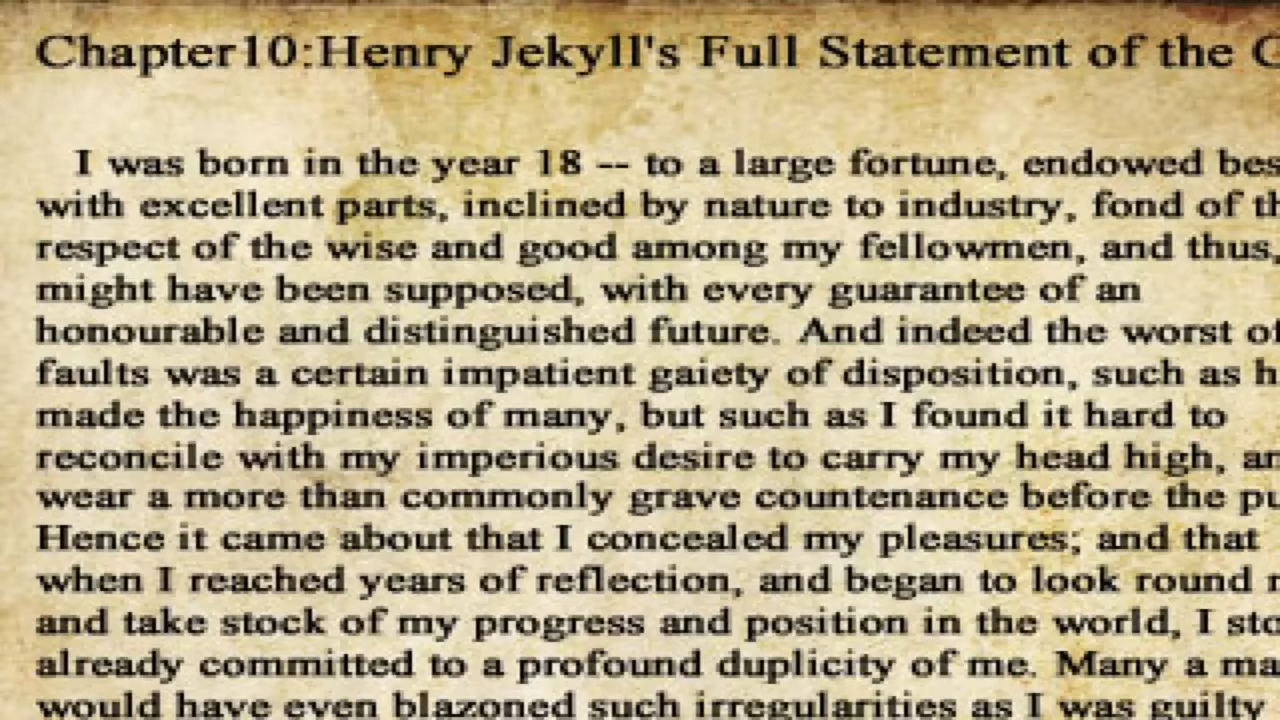 Chapter10:Henry Jekyll's Full Statement of the
I was born in the year 18 -- to a large fortune, endowed
with excellent parts, inclined by nature to industry, fond of
respect of the wise and good among my fellowmen, and thus,
might have been supposed, with every guarantee of an
honourable and distinguished future. And indeed the worst
faults was a certain impatient gaiety of disposition, such as
made the happiness of many, but such as I found it hard to
reconcile with my imperious desire to carry my head high,
wear a more than commonly grave countenance before the
Hence it came about that I concealed my pleasures; and that
when I reached years of reflection, and began to look round
and take stock of my progress and position in the world, I
already committed to a profound duplicity of me. Many a
would have even blazoned such irregularities as I was guilty